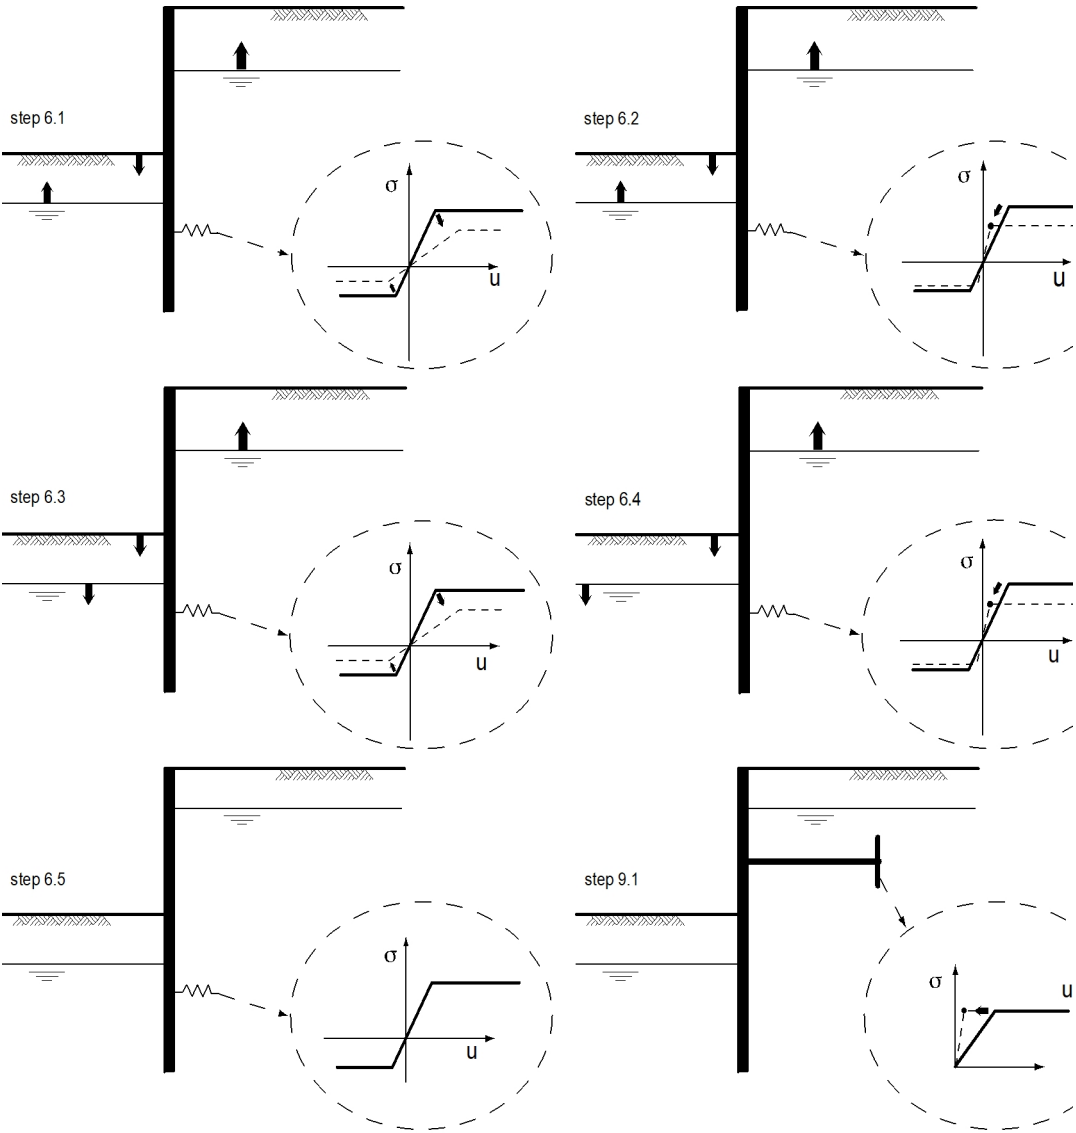 step 6.1
σ
u
step 6.2
σ
u
step 6.3
σ
u
step 6.4
σ
u
step 6.5
σ
u
step 9.1
σ
u